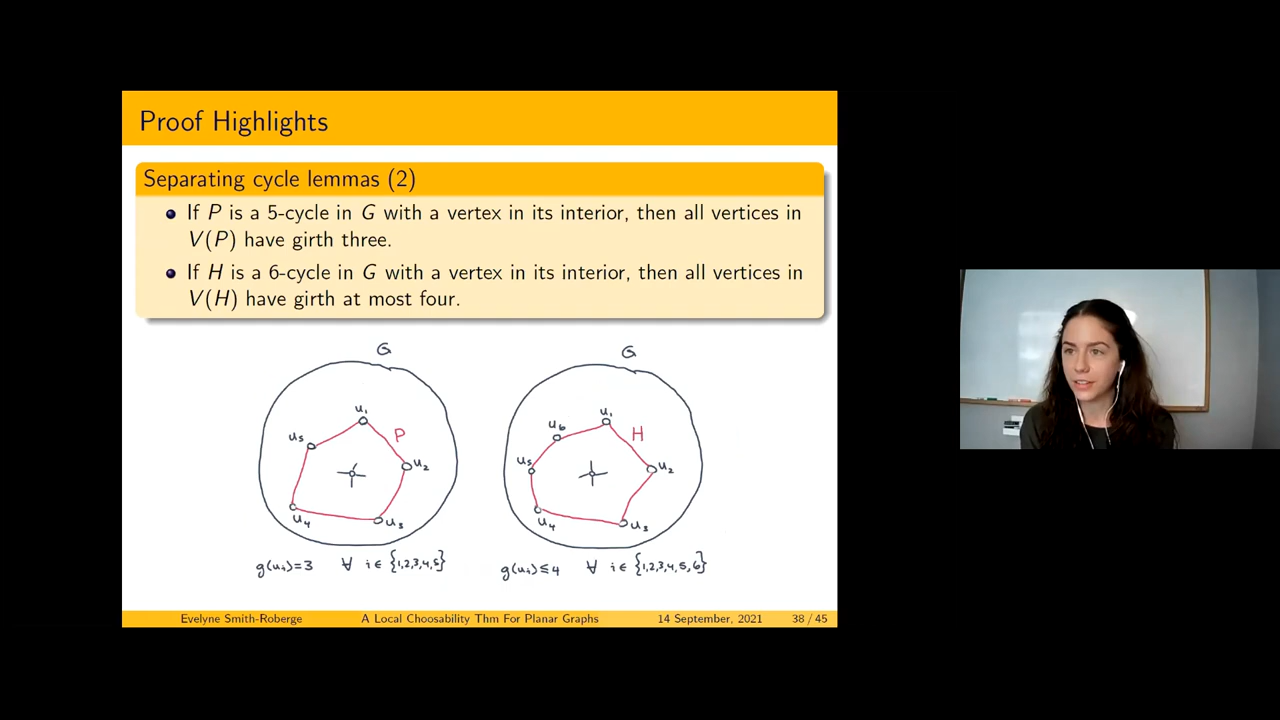 Proof Highlights
Separating cycle lemmas (2)
If P is a 5-cycle in G with a vertex in its interior, then all vertices in
V(P) have girth three.
If H is a 6-cycle in G with a vertex in its interior, then all vertices in
V(H) have girth at most four.
G
u₁
u₅
P
u₂
u₄
u₃
g(uᵢ)=3 ∀ i ∈ {1,2,3,4,5}
G
u₁
u₆
H
u₅
u₂
u₄
u₃
g(uᵢ)≤4 ∀ i ∈ {1,2,3,4,5,6}
Evelyne Smith-Roberge A Local Choosability Thm For Planar Graphs 14 September, 2021 38 / 45